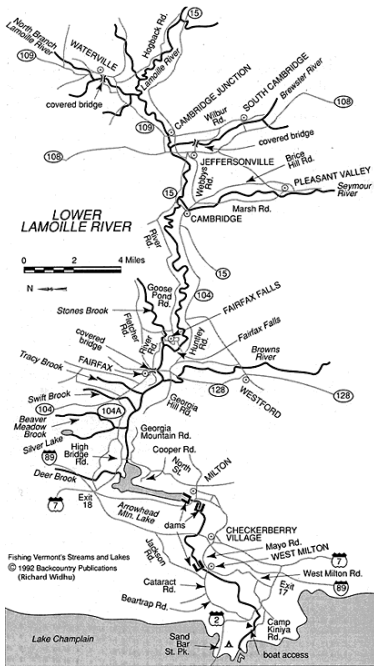 15
North Branch
Lamoille River
WATERVILLE
Hogback Rd.
Lamoille River
109
covered bridge
CAMBRIDGE JUNCTION
SOUTH CAMBRIDGE
Wilbur
Rd.
Brewster River
108
109
covered bridge
108
JEFFERSONVILLE
Brice
Hill Rd.
Webbys
Rd.
PLEASANT VALLEY
15
Seymour
River
Marsh Rd.
LOWER
LAMOILLE RIVER
CAMBRIDGE
River
Rd.
0 2 4 Miles
N
15
Goose
Pond
Rd.
104
FAIRFAX FALLS
Stones Brook
Fletcher
Rd.
Huntley
Rd.
Fairfax Falls
covered
bridge
River
Rd.
Browns
River
Tracy Brook
FAIRFAX
128
WESTFORD
128
Swift Brook
104
104A
Georgia
Hill Rd.
Beaver
Meadow
Brook
Georgia
Mountain Rd.
Silver Lake
High
Bridge
Rd.
89
Cooper Rd.
North
St.
MILTON
Deer Brook
7
Exit
18
Arrowhead
Mtn. Lake
dams
CHECKERBERRY
VILLAGE
Jackson
Rd.
Mayo Rd.
WEST MILTON
7
Fishing Vermont's Streams and Lakes
© 1992 Backcountry Publications
(Richard Widhu)
West Milton Rd.
Exit
17
89
Cataract
Rd.
Beartrap Rd.
2
Camp
Kiniya
Rd.
Lake Champlain
Sand
Bar
St. Pk.
boat access